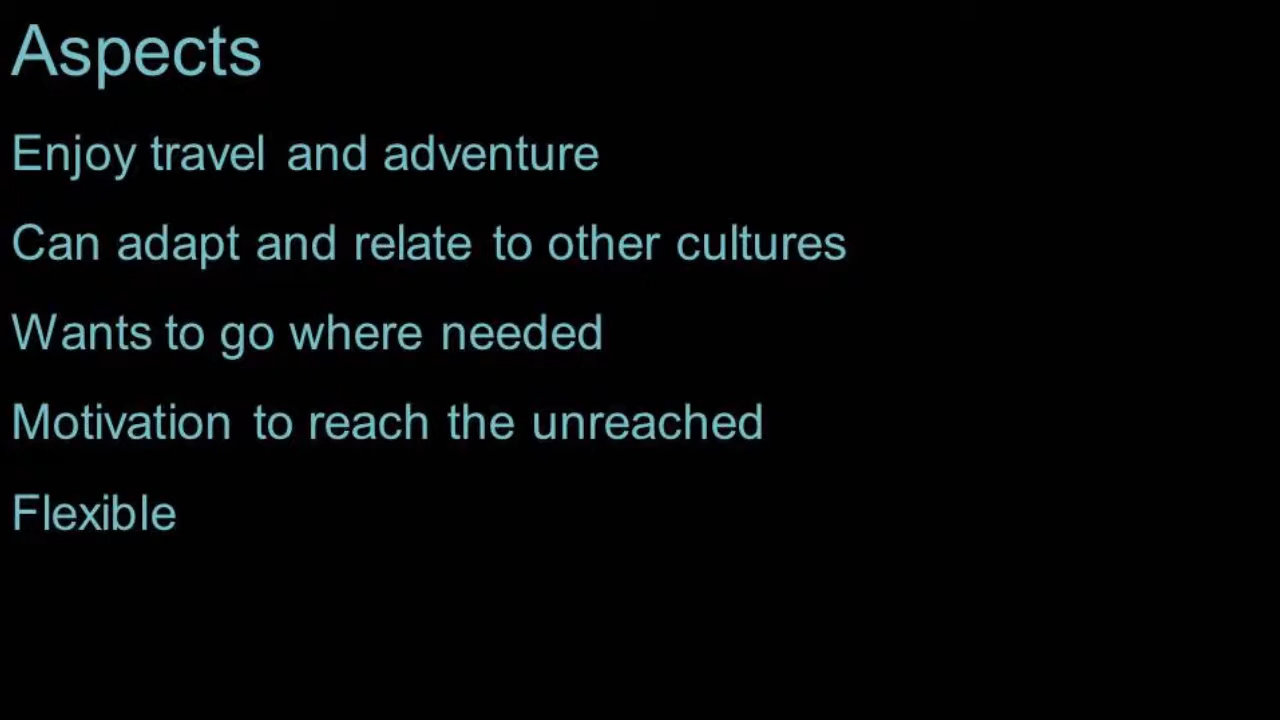 Aspects
Enjoy travel and adventure
Can adapt and relate to other cultures
Wants to go where needed
Motivation to reach the unreached
Flexible